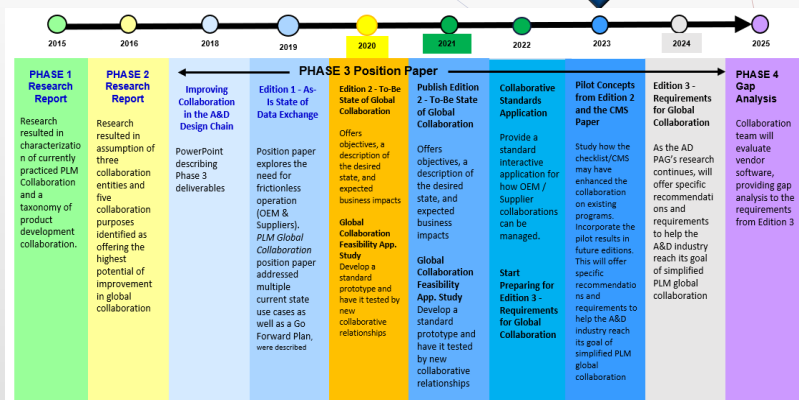 2015
2016
2018
2019
2020
2021
2022
2023
2024
2025
PHASE 3 Position Paper
PHASE 1
Research
Report
Research
resulted in
characterizatio
n of currently
practiced PLM
Collaboration
and a
taxonomy of
product
development
collaboration.
PHASE 2
Research
Report
Research
resulted in
assumption of
three
collaboration
entities and
five
collaboration
purposes
identified as
offering the
highest
potential of
improvement
in global
collaboration
Improving
Collaboration
in the A&D
Design Chain
PowerPoint
describing
Phase 3
deliverables
Edition 1 - As-
Is State of
Data Exchange
Position paper
explores the
need for
frictionless
operation
(OEM &
Suppliers).
PLM Global
Collaboration
position paper
addressed
multiple
current state
use cases as
well as a Go
Forward Plan,
were described
Edition 2 - To-Be
State of Global
Collaboration
Offers
objectives, a
description of
the desired
state, and
expected
business impacts
Global
Collaboration
Feasibility App.
Study
Develop a
standard
prototype and
have it tested by
new
collaborative
relationships
Publish Edition
2 - To-Be State
of Global
Collaboration
Offers
objectives, a
description of
the desired
state, and
expected
business
impacts
Global
Collaboration
Feasibility
App. Study
Develop a
standard
prototype and
have it tested
by new
collaborative
relationships
Collaborative
Standards
Application
Provide a
standard
interactive
application for
how OEM /
Supplier
collaborations
can be
managed.
Start
Preparing for
Edition 3 -
Requirements
for Global
Collaboration
Pilot Concepts
from Edition 2
and the CMS
Paper
Study how the
checklist/CMS
may have
enhanced the
collaboration
on existing
programs.
Incorporate the
pilot results in
future editions.
This will offer
specific
recommendatio
ns and
requirements to
help the A&D
industry reach
its goal of
simplified PLM
global
collaboration
Edition 3 -
Requirements
for Global
Collaboration
As the AD
PAG's research
continues, will
offer specific
recommendati
ons and
requirements
to help the
A&D industry
reach its goal
of simplified
PLM global
collaboration
PHASE 4
Gap
Analysis
Collaboration
team will
evaluate
vendor
software,
providing gap
analysis to the
requirements
from Edition 3